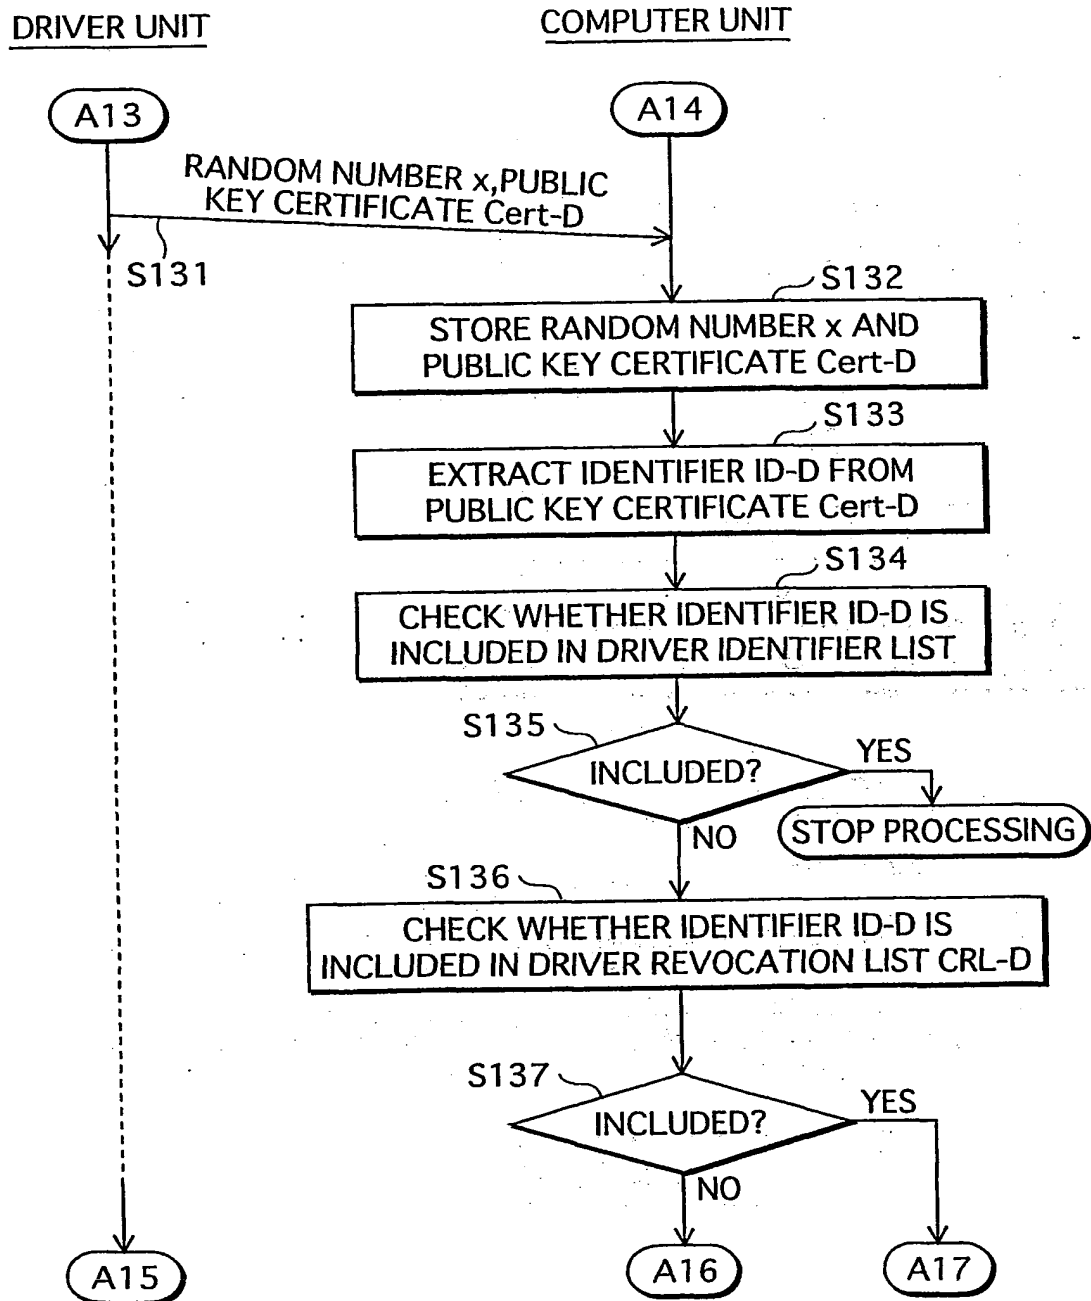 DRIVER UNIT
COMPUTER UNIT
A13
A14
RANDOM NUMBER x,PUBLIC
KEY CERTIFICATE Cert-D
S131
S132
STORE RANDOM NUMBER x AND
PUBLIC KEY CERTIFICATE Cert-D
S133
EXTRACT IDENTIFIER ID-D FROM
PUBLIC KEY CERTIFICATE Cert-D
S134
CHECK WHETHER IDENTIFIER ID-D IS
INCLUDED IN DRIVER IDENTIFIER LIST
S135
INCLUDED?
YES
STOP PROCESSING
NO
S136
CHECK WHETHER IDENTIFIER ID-D IS
INCLUDED IN DRIVER REVOCATION LIST CRL-D
S137
INCLUDED?
YES
NO
A15
A16
A17